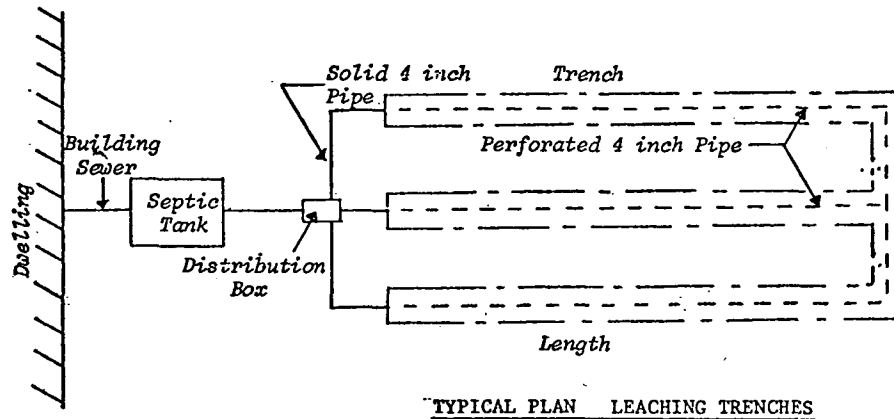 Solid 4 inch
Pipe
Trench
Building
Sewer
Perforated 4 inch Pipe
Septic
Tank
Dwelling
Distribution
Box
Length
TYPICAL PLAN LEACHING TRENCHES